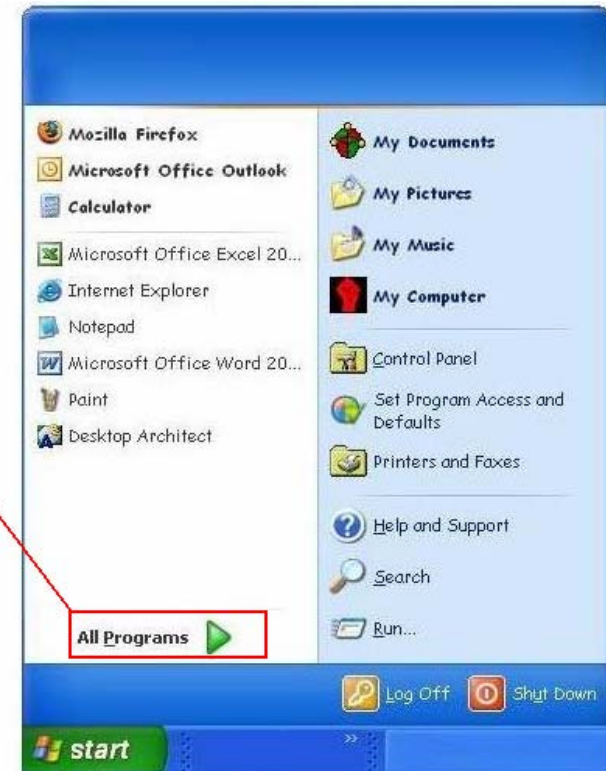 Mozilla Firefox
Microsoft Office Outlook
Calculator
Microsoft Office Excel 20...
Internet Explorer
Notepad
Microsoft Office Word 20...
Paint
Desktop Architect
All Programs
My Documents
My Pictures
My Music
My Computer
Control Panel
Set Program Access and
Defaults
Printers and Faxes
Help and Support
Search
Run...
Log Off
Shut Down
start